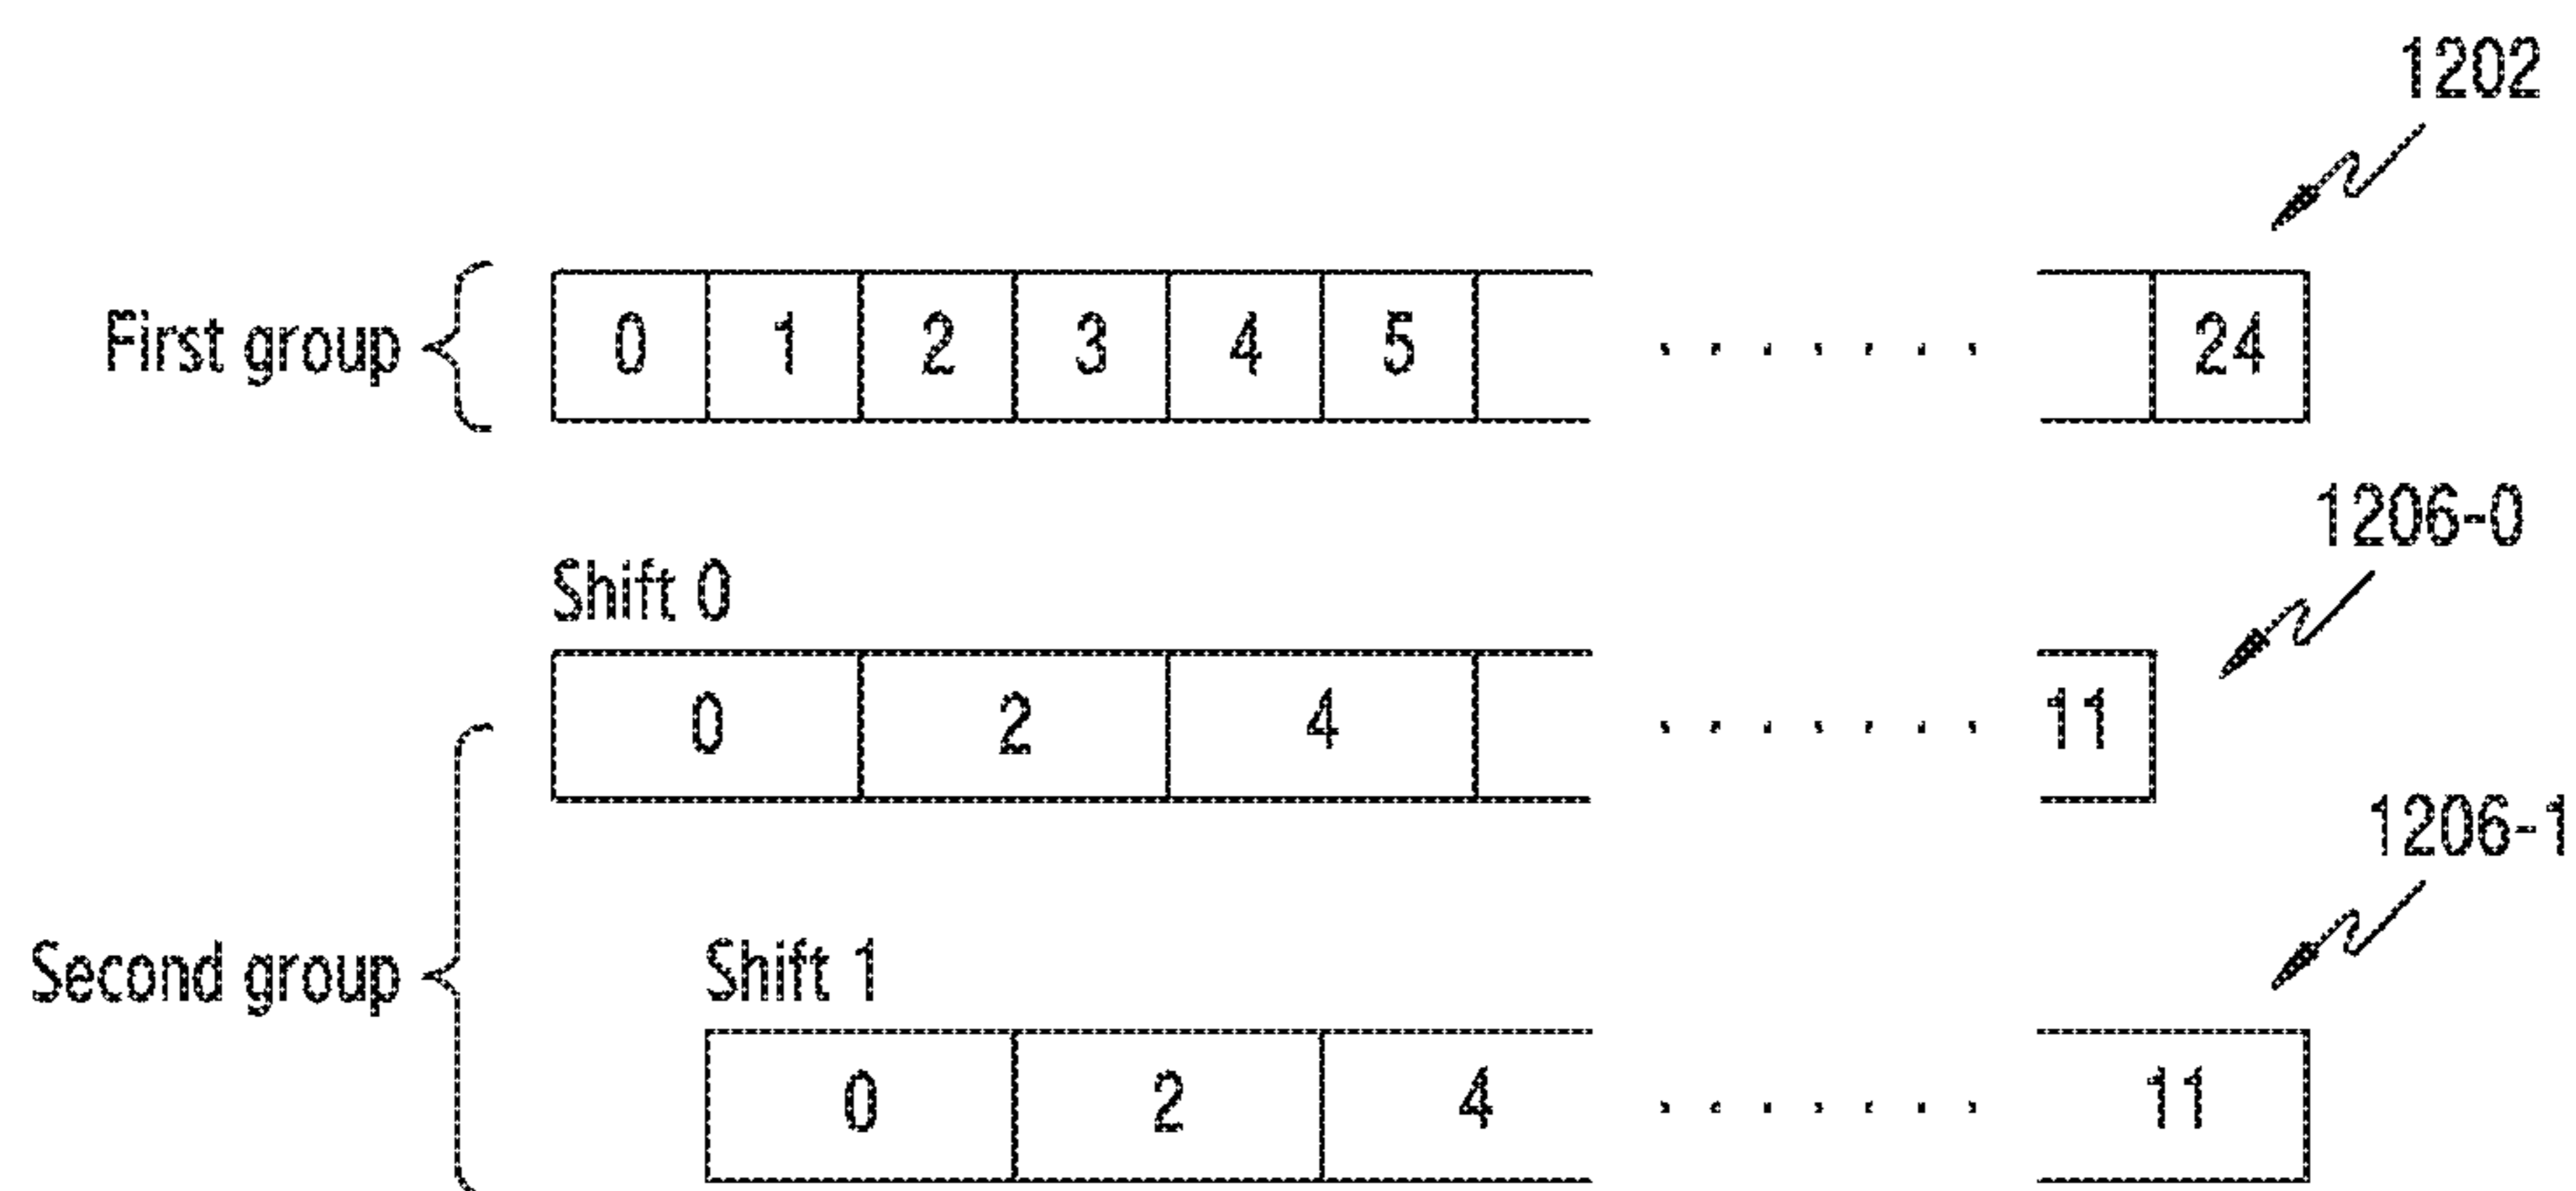 1202
First group 0 1 2 3 4 5 ······ 24
1206-0
Shift 0
0 2 4 ······ 11
1206-1
Second group
Shift 1
0 2 4 ······ 11